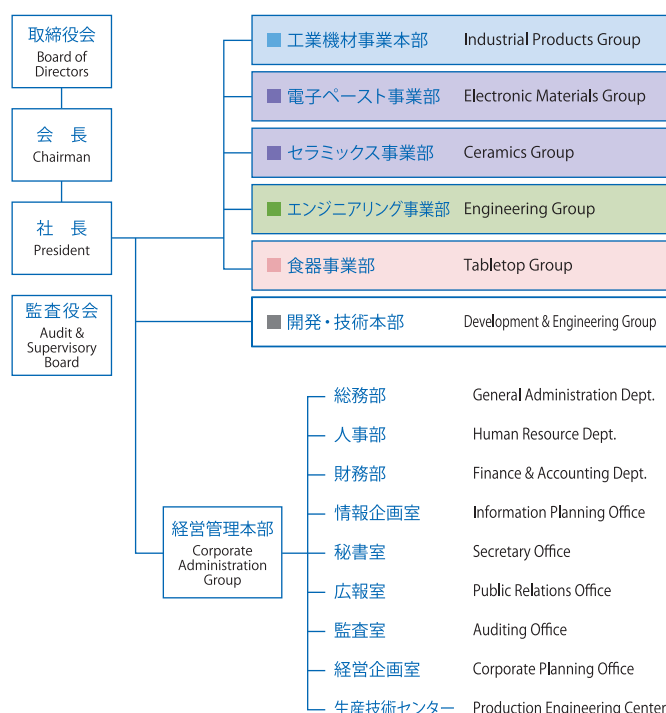 取締役会
Board of
Directors
会 長
Chairman
社 長
President
監査役会
Audit &
Supervisory
Board
工業機材事業本部 Industrial Products Group
電子ペースト事業部 Electronic Materials Group
セラミックス事業部 Ceramics Group
エンジニアリング事業部 Engineering Group
食器事業部 Tabletop Group
開発・技術本部 Development & Engineering Group
経営管理本部
Corporate
Administration
Group
総務部 General Administration Dept.
人事部 Human Resource Dept.
財務部 Finance & Accounting Dept.
情報企画室 Information Planning Office
秘書室 Secretary Office
広報室 Public Relations Office
監査室 Auditing Office
経営企画室 Corporate Planning Office
生産技術センター Production Engineering Center